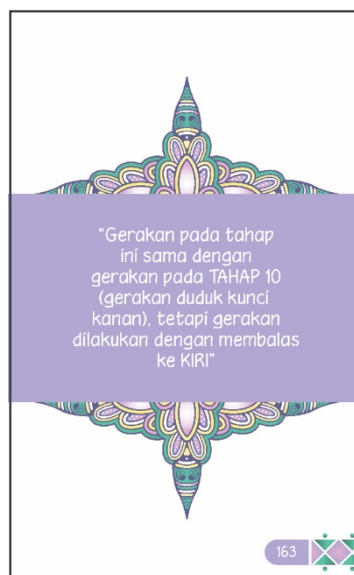 "Gerakan pada tahap
ini sama dengan
gerakan pada TAHAP 10
(gerakan duduk kunci
kanan), tetapi gerakan
dilakukan dengan membalas
ke KIRI"
163